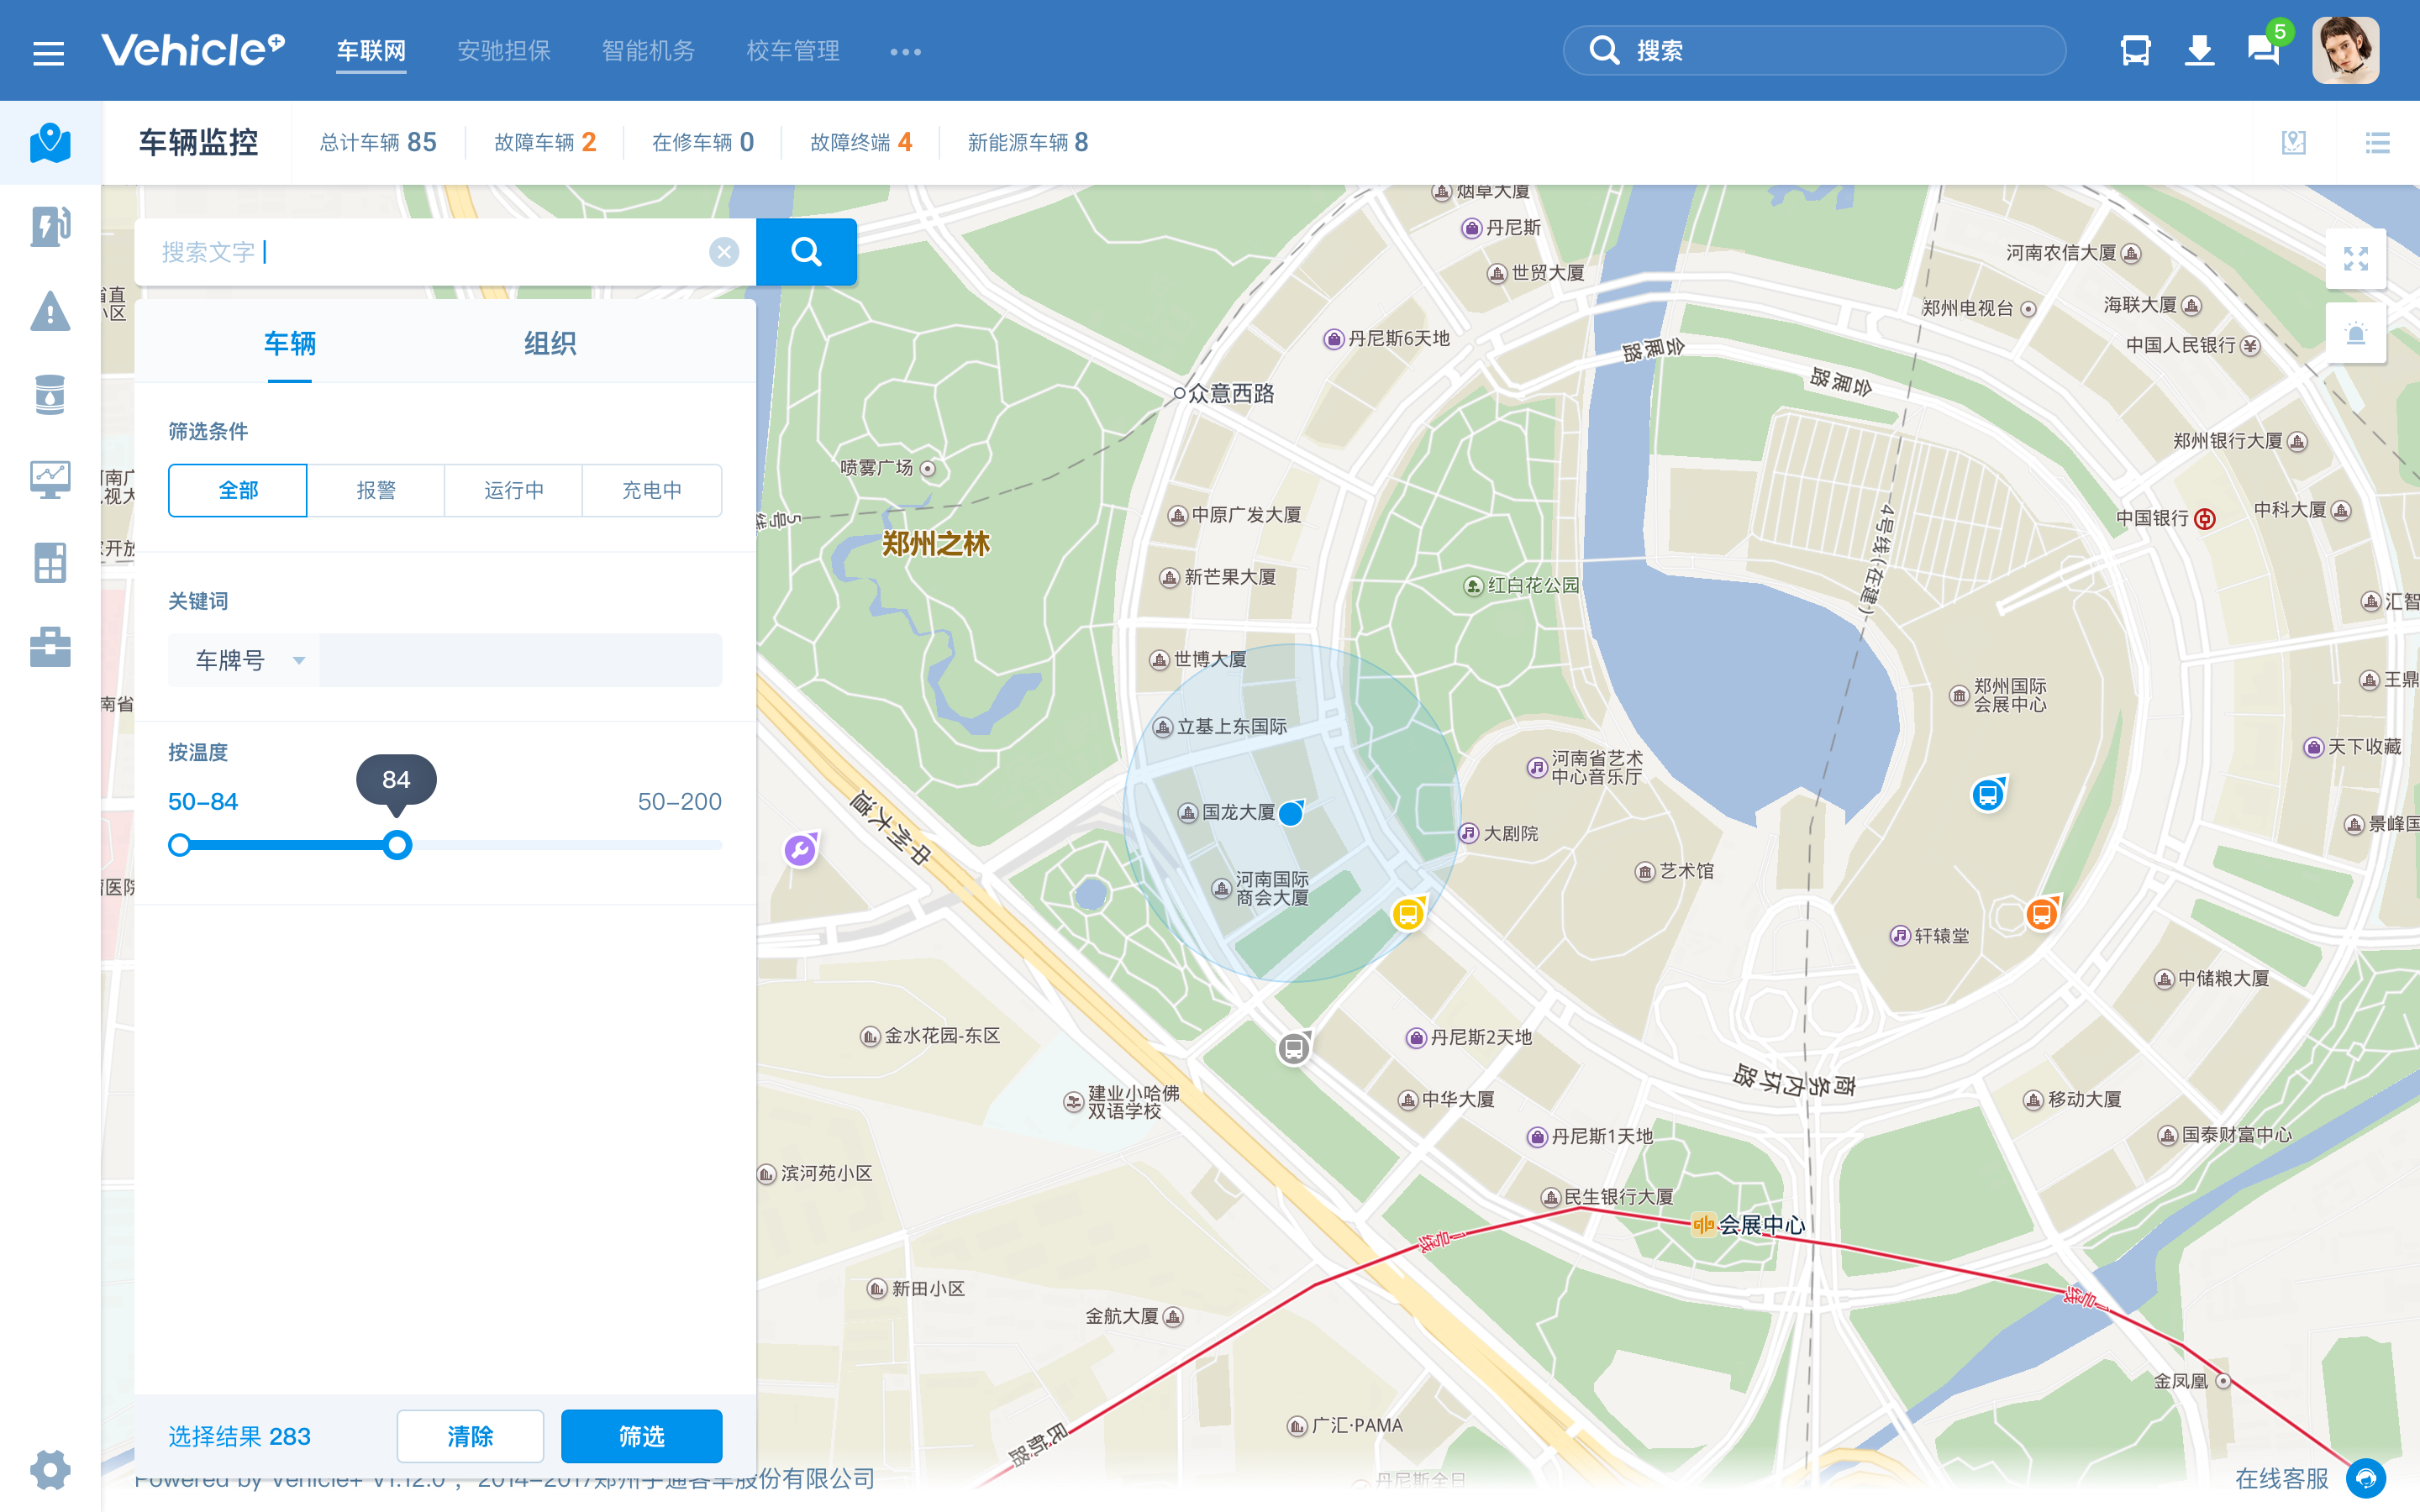 Vehicle+
车联网
安驰担保
智能机务
校车管理
搜索
5
车辆监控
总计车辆 85
故障车辆 2
在修车辆 0
故障终端 4
新能源车辆 8
搜索文字
车辆
组织
筛选条件
全部
报警
运行中
充电中
关键词
车牌号
按温度
84
50–84
50–200
选择结果 283
清除
筛选
Powered by Vehicle+ V1.12.0 , 2014–2017郑州宇通客车股份有限公司
在线客服
烟草大厦
丹尼斯
世贸大厦
河南农信大厦
郑州电视台
海联大厦
中国人民银行
丹尼斯6天地
会展路
会展路
众意西路
郑州银行大厦
喷雾广场
中原广发大厦
5号线
郑州之林
4号线(在建)
中国银行
中科大厦
新芒果大厦
红白花公园
汇智
世博大厦
郑州国际
会展中心
王鼎
立基上东国际
河南省艺术
中心音乐厅
天下收藏
国龙大厦
大剧院
景峰国
中州大道
艺术馆
河南国际
商会大厦
轩辕堂
中储粮大厦
金水花园-东区
丹尼斯2天地
商务内环路
建业小哈佛
双语学校
中华大厦
移动大厦
丹尼斯1天地
国泰财富中心
滨河苑小区
民生银行大厦
会展中心
1号线
1号线
新田小区
金航大厦
金凤凰
广汇·PAMA
民航路
丹尼斯全日
省直
小区
南省